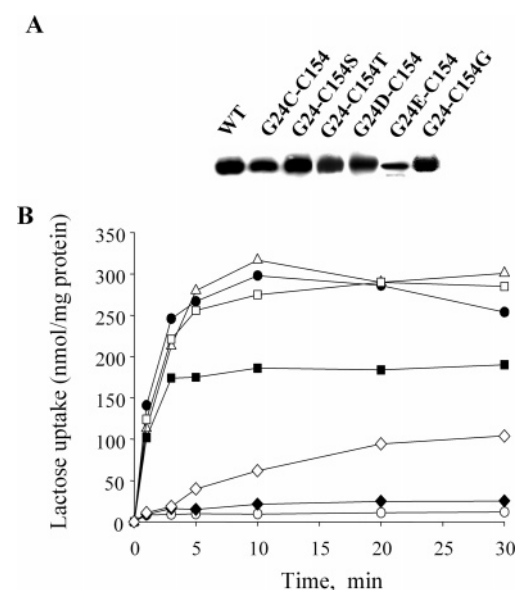 A
WT
G24C-C154
G24-C154S
G24-C154T
G24D-C154
G24E-C154
G24-C154G
B
Lactose uptake (nmol/mg protein)
350
300
250
200
150
100
50
0
0 5 10 15 20 25 30
Time, min